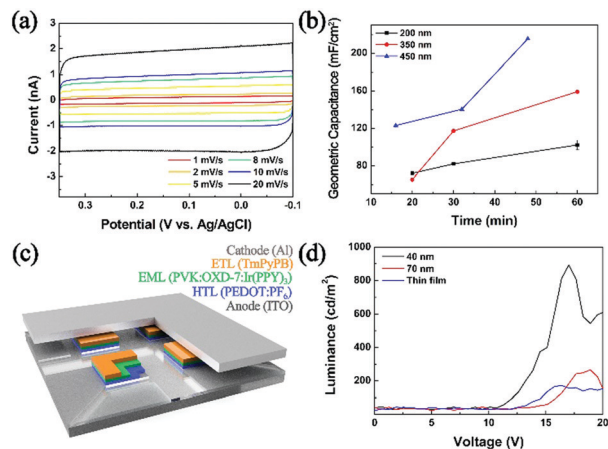 (a)
3
2
1
0
-1
-2
-3
Current (nA)
1 mV/s
2 mV/s
5 mV/s
8 mV/s
10 mV/s
20 mV/s
0.3
0.2
0.1
0.0
-0.1
Potential (V vs. Ag/AgCl)
(b)
200 nm
350 nm
450 nm
200
160
120
80
Geometric Capacitance (mF/cm²)
10
20
30
40
50
60
Time (min)
(c)
Cathode (Al)
ETL (TmPyPB)
EML (PVK:OXD-7:Ir(PPY)₃)
HTL (PEDOT:PF₆)
Anode (ITO)
(d)
40 nm
70 nm
Thin film
1000
800
600
400
200
0
Luminance (cd/m²)
0
5
10
15
20
Voltage (V)